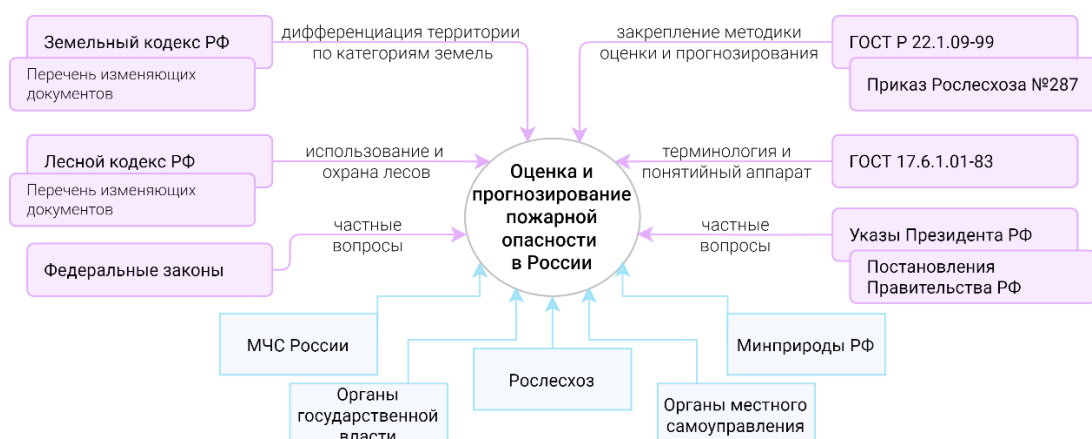 Земельный кодекс РФ
Перечень изменяющих
документов
дифференциация территории
по категориям земель
закрепление методики
оценки и прогнозирования
ГОСТ Р 22.1.09-99
Приказ Рослесхоза №287
Лесной кодекс РФ
Перечень изменяющих
документов
использование и
охрана лесов
Оценка и
прогнозирование
пожарной
опасности
в России
терминология и
понятийный аппарат
ГОСТ 17.6.1.01-83
Федеральные законы
частные
вопросы
частные
вопросы
Указы Президента РФ
Постановления
Правительства РФ
МЧС России
Органы
государственной
власти
Рослесхоз
Органы местного
самоуправления
Минприроды РФ